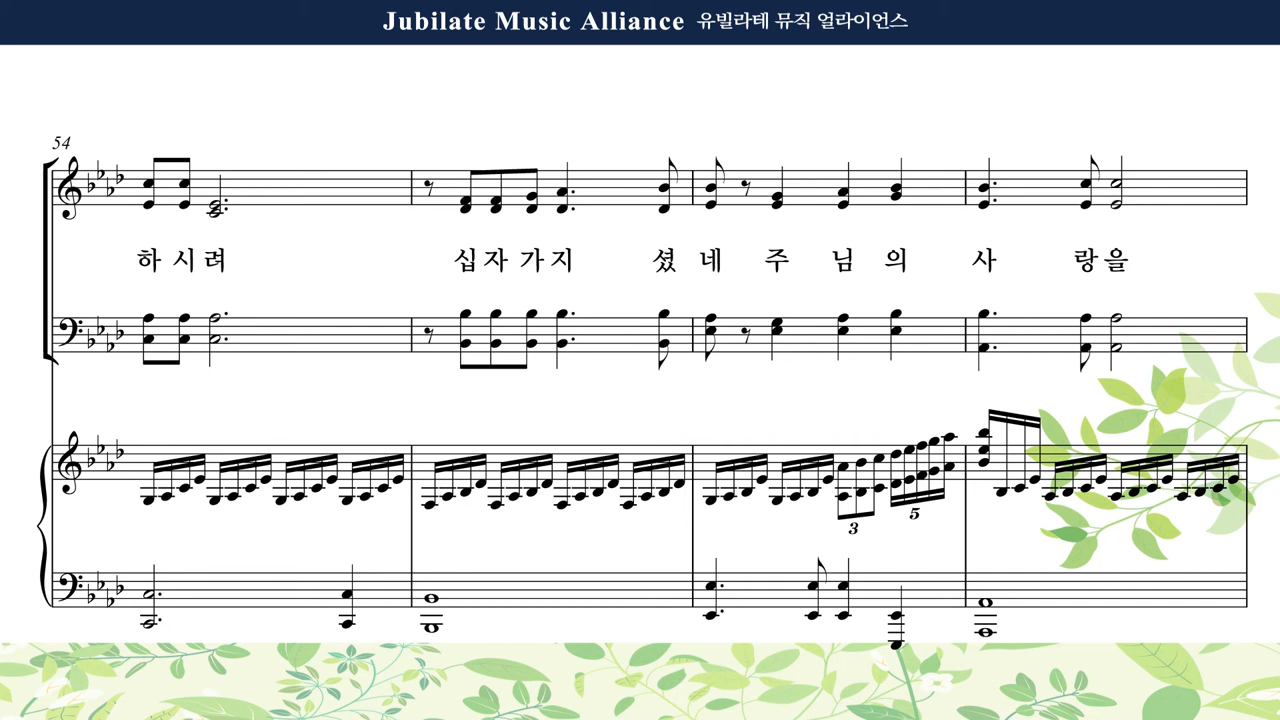 Jubilate Music Alliance 유빌라테 뮤직 얼라이언스
54
하 시 려 십 자 가 지 셨 네 주 님 의 사 랑 을
3 5